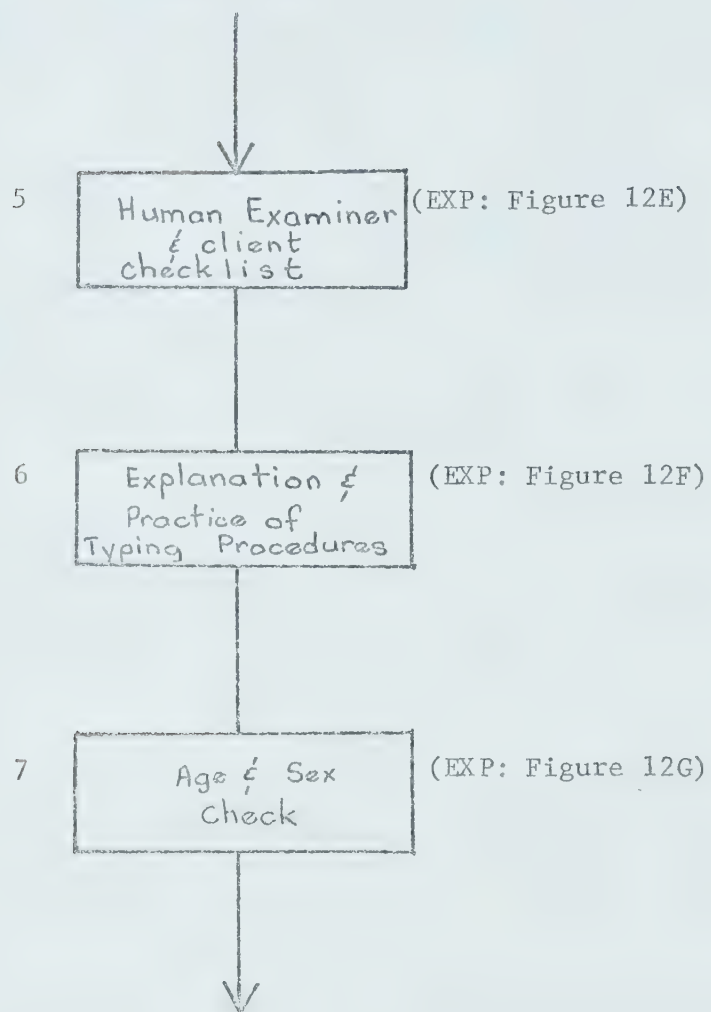 5
Human Examiner
& client
checklist
(EXP: Figure 12E)
6
Explanation &
Practice of
Typing Procedures
(EXP: Figure 12F)
7
Age & Sex
Check
(EXP: Figure 12G)